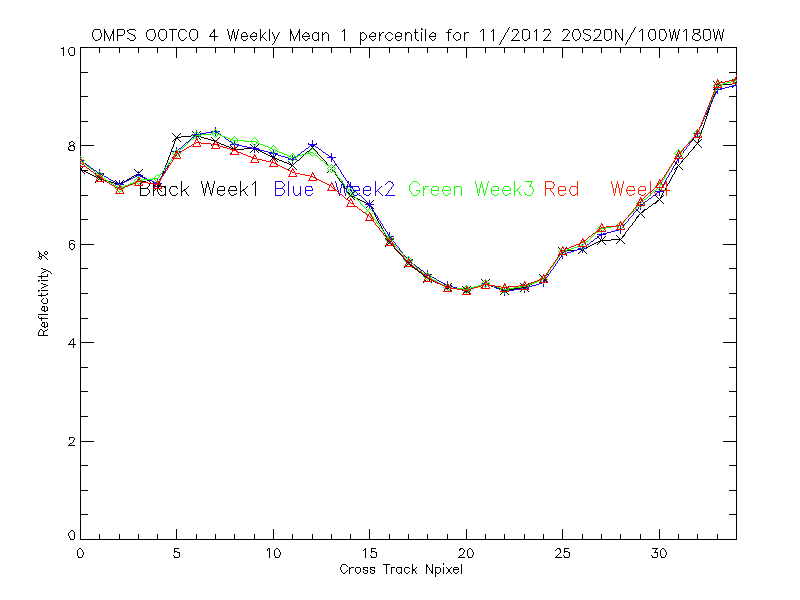 OMPS OOTCO 4 Weekly Mean 1 percentile for 11/2012 20S20N/100W180W
10
8
Black Week1 Blue Week2 Green Week3 Red Week4
6
Reflectivity %
4
2
0
0 5 10 15 20 25 30
Cross Track Npixel